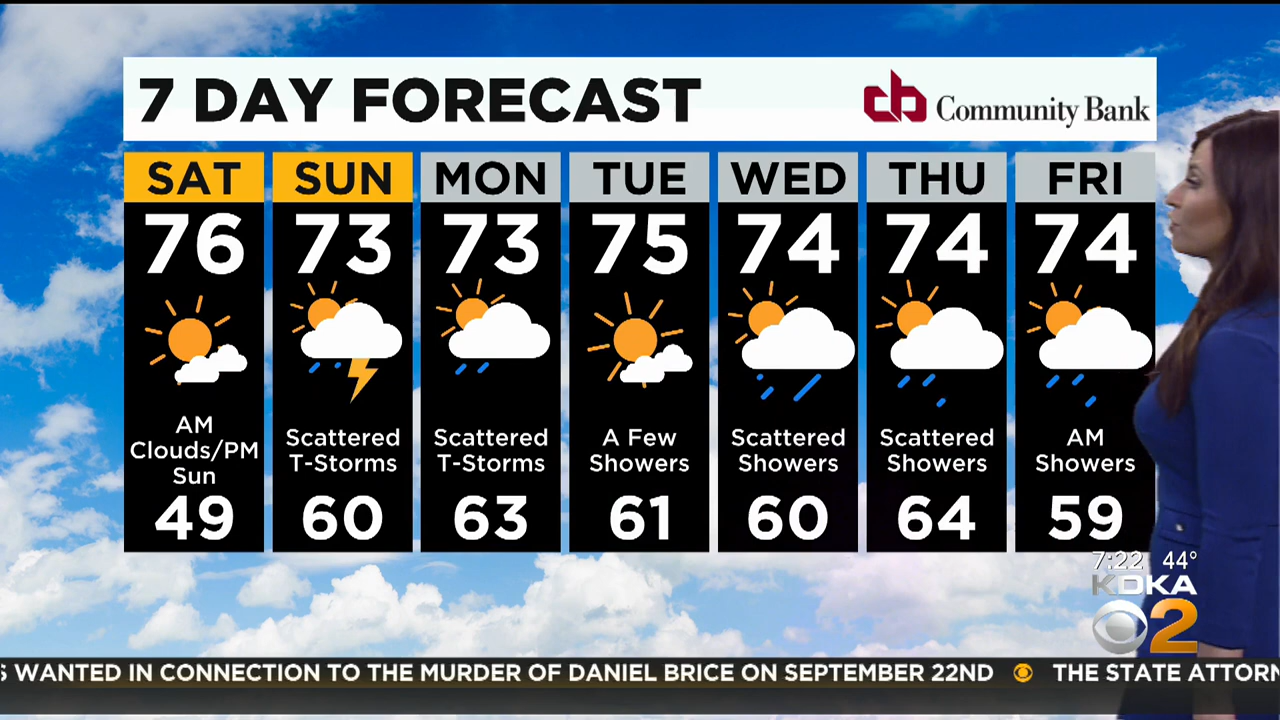 7 DAY FORECAST
cb Community Bank
SAT SUN MON TUE WED THU FRI
76 73 73 75 74 74 74
AM
Clouds/PM
Sun
Scattered
T-Storms
Scattered
T-Storms
A Few
Showers
Scattered
Showers
Scattered
Showers
AM
Showers
49 60 63 61 60 64 59
7:22 44°
KDKA
2
WANTED IN CONNECTION TO THE MURDER OF DANIEL BRICE ON SEPTEMBER 22ND THE STATE